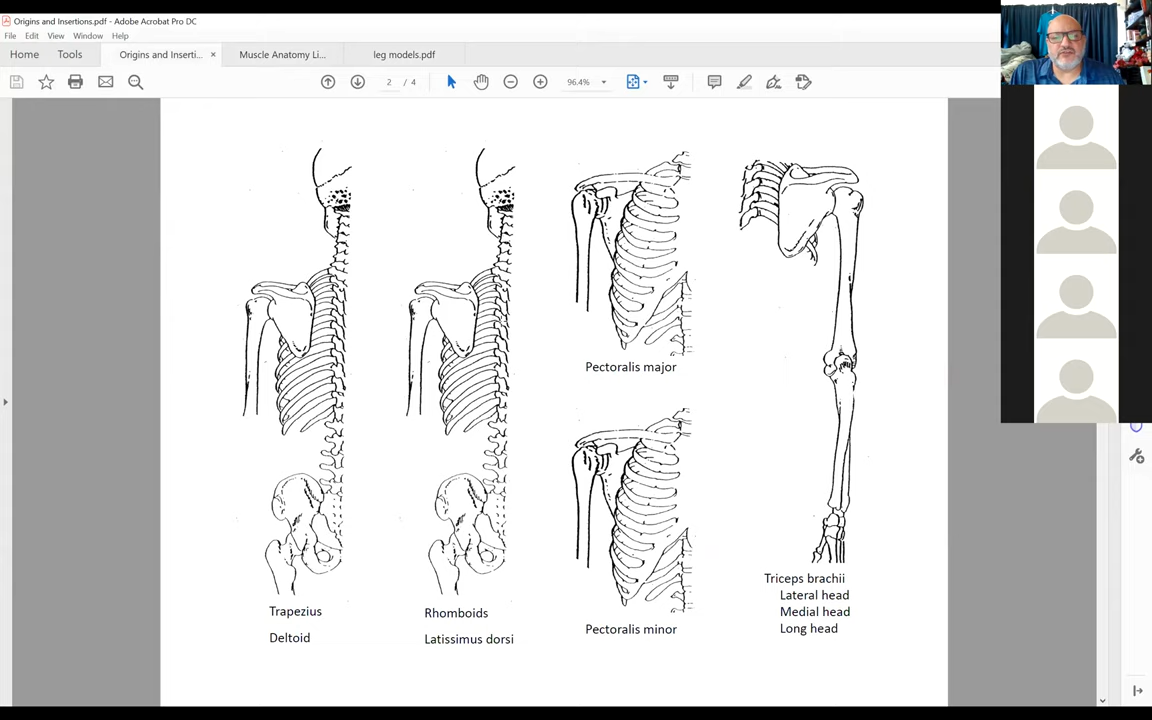 Origins and Insertions.pdf - Adobe Acrobat Pro DC
File Edit View Window Help
Home Tools Origins and Inserti... × Muscle Anatomy Li... leg models.pdf
2 / 4 96.4%
Pectoralis major
Trapezius
Deltoid
Rhomboids
Latissimus dorsi
Pectoralis minor
Triceps brachii
Lateral head
Medial head
Long head